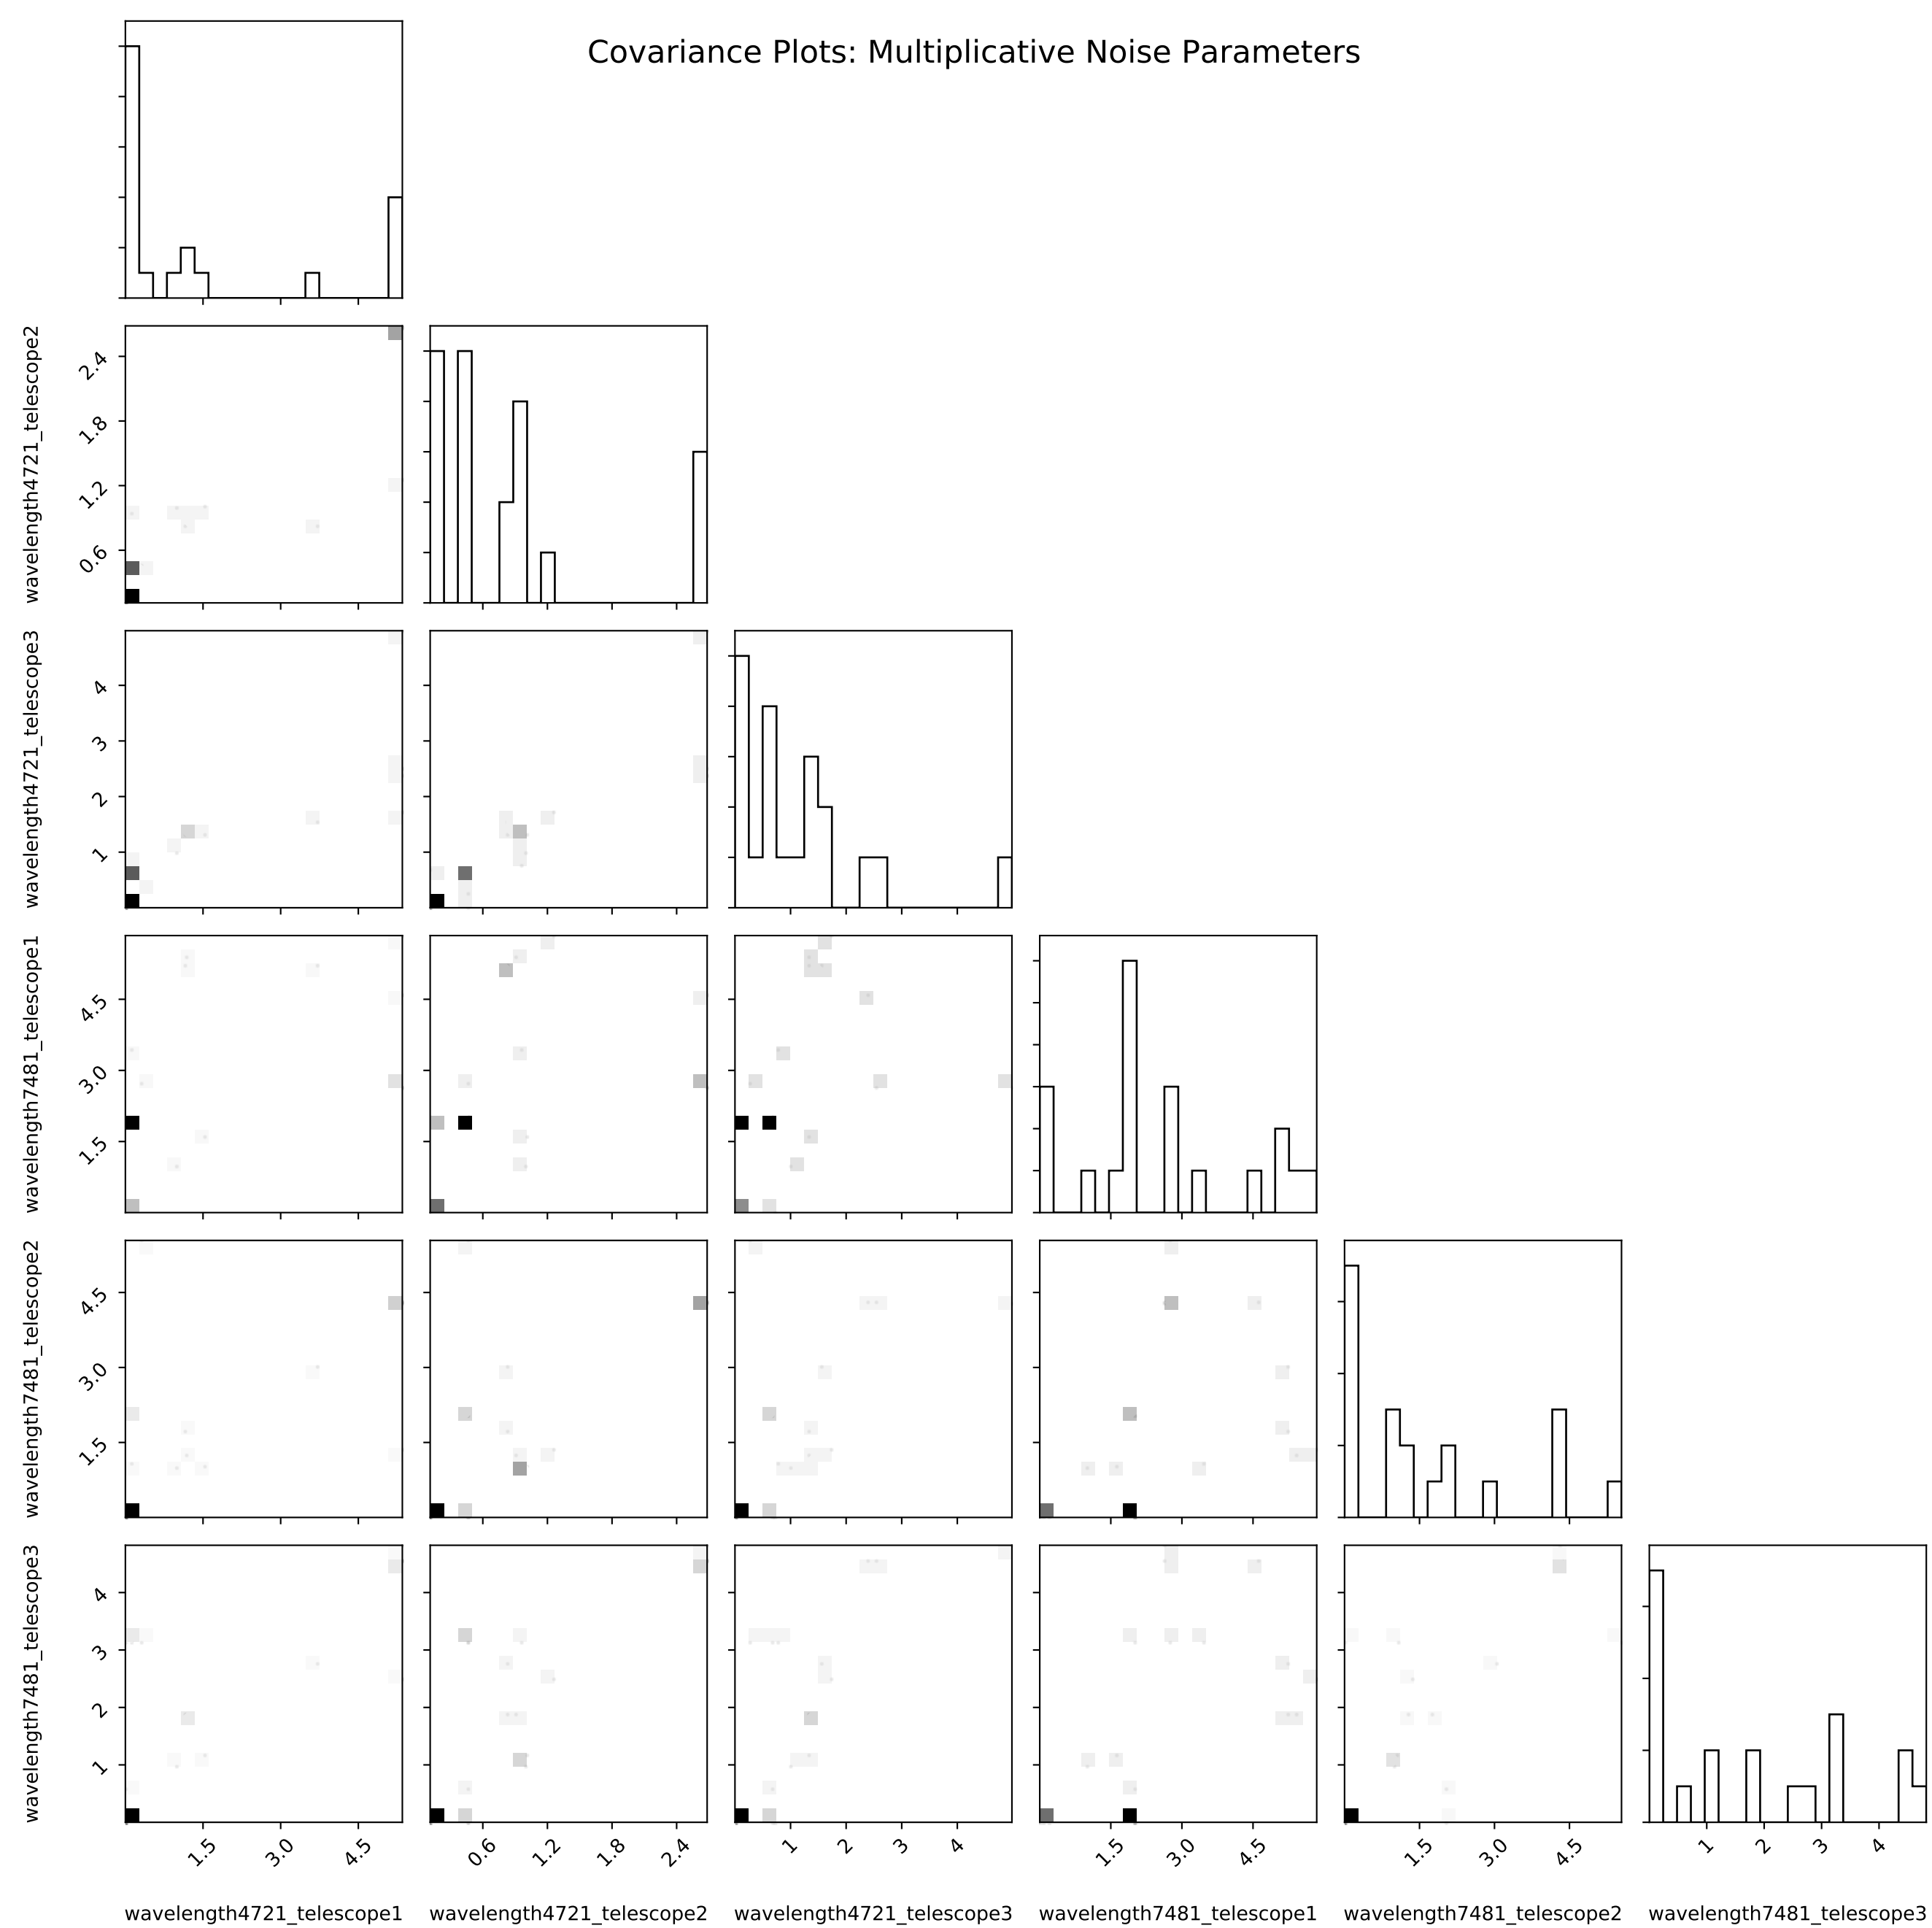 Covariance Plots: Multiplicative Noise Parameters
wavelength4721_telescope2
2.4
1.8
1.2
0.6
wavelength4721_telescope3
4
3
2
1
wavelength7481_telescope1
4.5
3.0
1.5
wavelength7481_telescope2
4.5
3.0
1.5
wavelength7481_telescope3
4
3
2
1
1.5 3.0 4.5 0.6 1.2 1.8 2.4 1 2 3 4 1.5 3.0 4.5 1.5 3.0 4.5 1 2 3 4
wavelength4721_telescope1 wavelength4721_telescope2 wavelength4721_telescope3 wavelength7481_telescope1 wavelength7481_telescope2 wavelength7481_telescope3